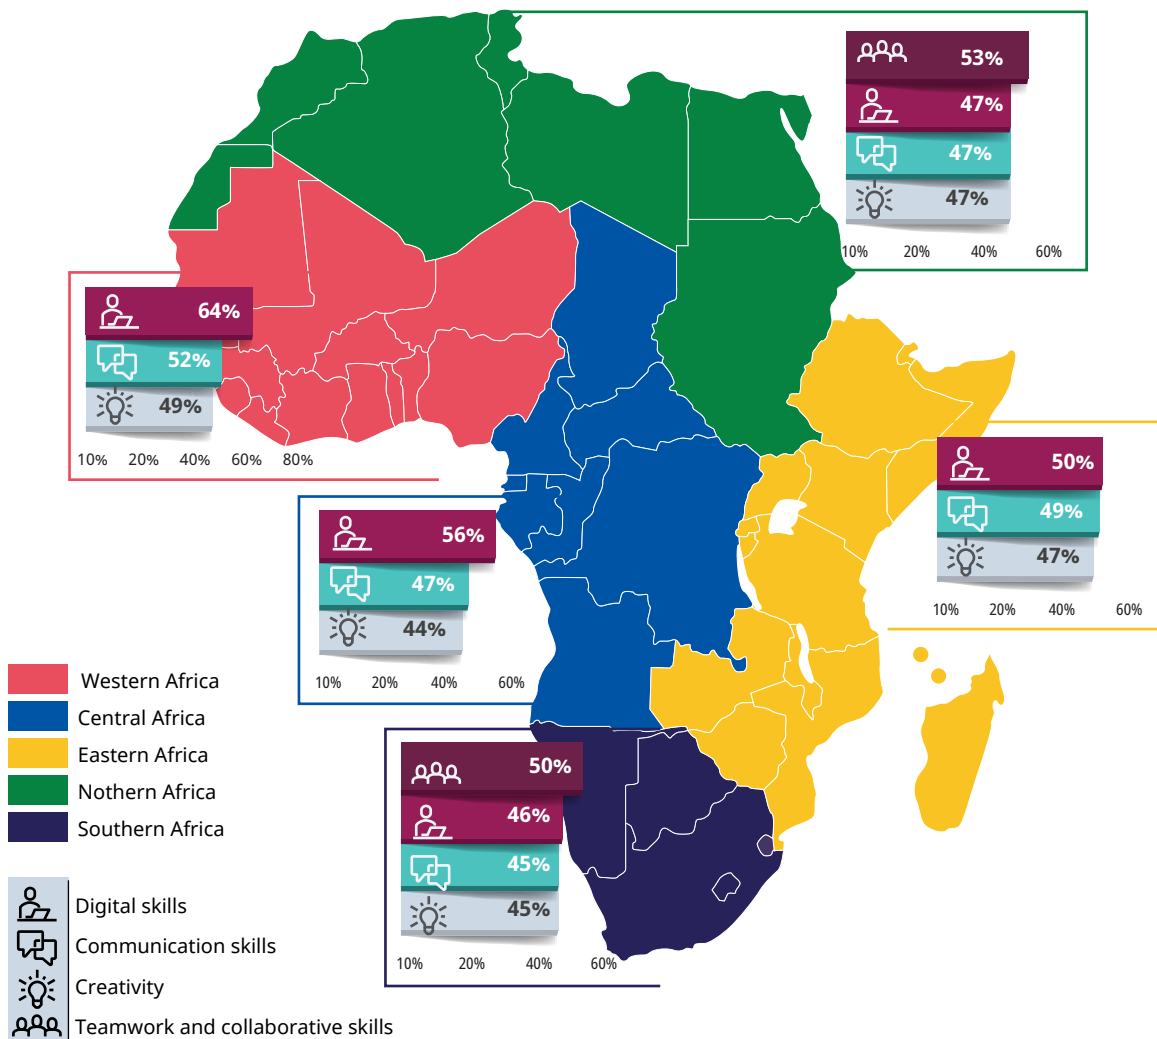 53%
47%
47%
47%
10% 20% 40% 60%
64%
52%
49%
10% 20% 40% 60% 80%
50%
49%
47%
10% 20% 40% 60%
56%
47%
44%
10% 20% 40% 60%
Western Africa
Central Africa
Eastern Africa
Nothern Africa
Southern Africa
50%
46%
45%
45%
10% 20% 40% 60%
Digital skills
Communication skills
Creativity
Teamwork and collaborative skills